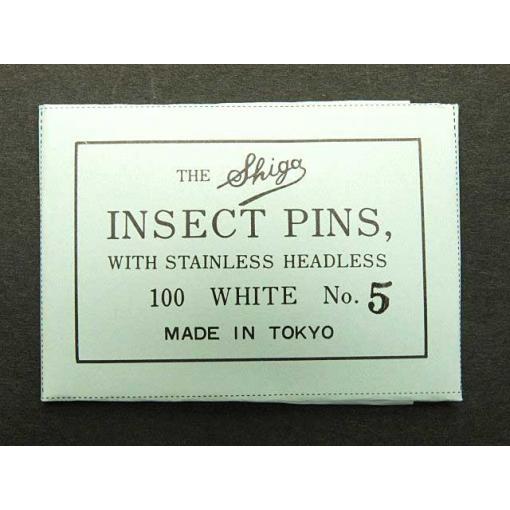 THE Shiga
INSECT PINS,
WITH STAINLESS HEADLESS
100 WHITE No. 5
MADE IN TOKYO